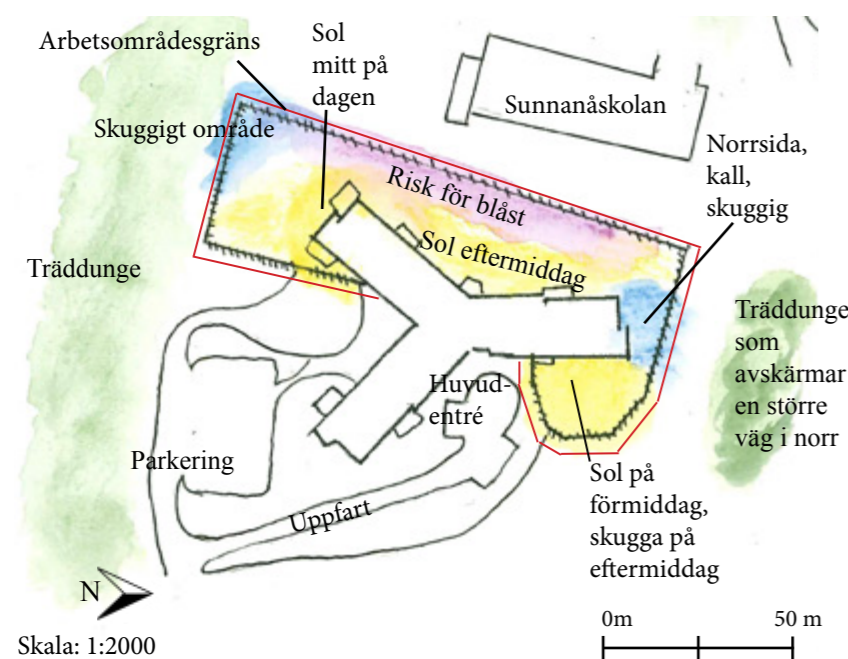 Arbetsområdesgräns
Sol
mitt på
dagen
Sunnanåskolan
Skuggigt område
Norrsida,
kall,
skuggig
Risk för blåst
Sol eftermiddag
Träddunge
Träddunge
som
avskärmar
en större
väg i norr
Huvud-
entré
Parkering
Uppfart
Sol på
förmiddag,
skugga på
eftermiddag
N
0m
50 m
Skala: 1:2000